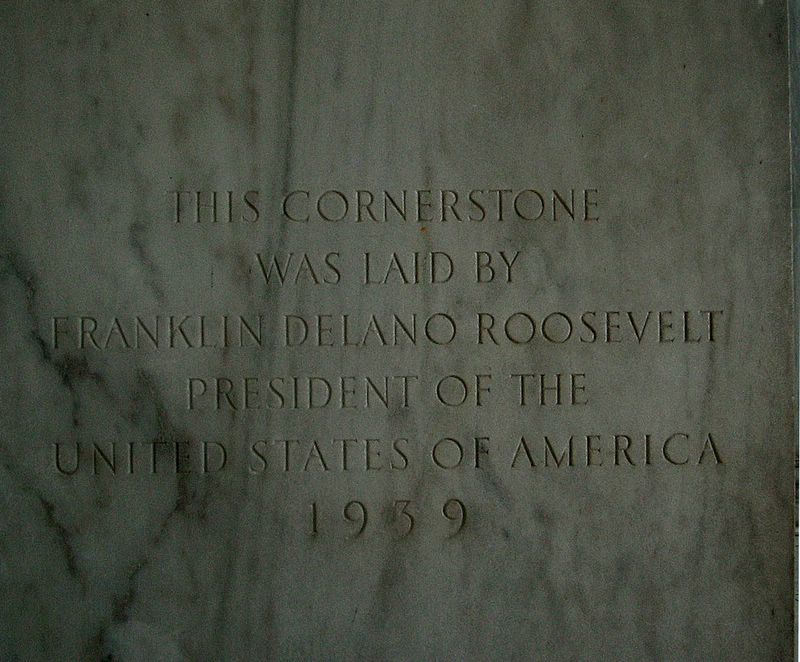 THIS CORNERSTONE
WAS LAID BY
FRANKLIN DELANO ROOSEVELT
PRESIDENT OF THE
UNITED STATES OF AMERICA
1939